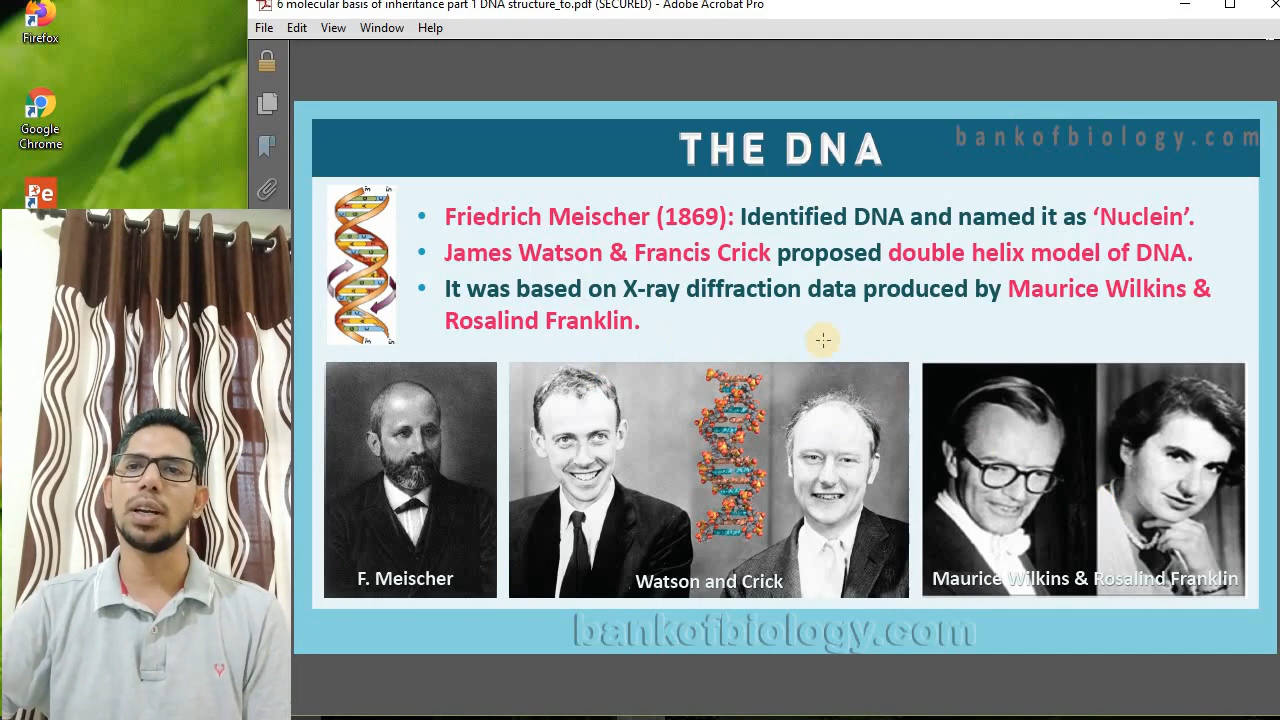 6 molecular basis of inheritance part 1 DNA structure_to.pdf (SECURED) - Adobe Acrobat Pro
File Edit View Window Help
Firefox
Google
Chrome
Pe
THE DNA
bankofbiology.com
• Friedrich Meischer (1869): Identified DNA and named it as ‘Nuclein’.
• James Watson & Francis Crick proposed double helix model of DNA.
• It was based on X-ray diffraction data produced by Maurice Wilkins &
Rosalind Franklin.
F. Meischer
Watson and Crick
Maurice Wilkins & Rosalind Franklin
bankofbiology.com